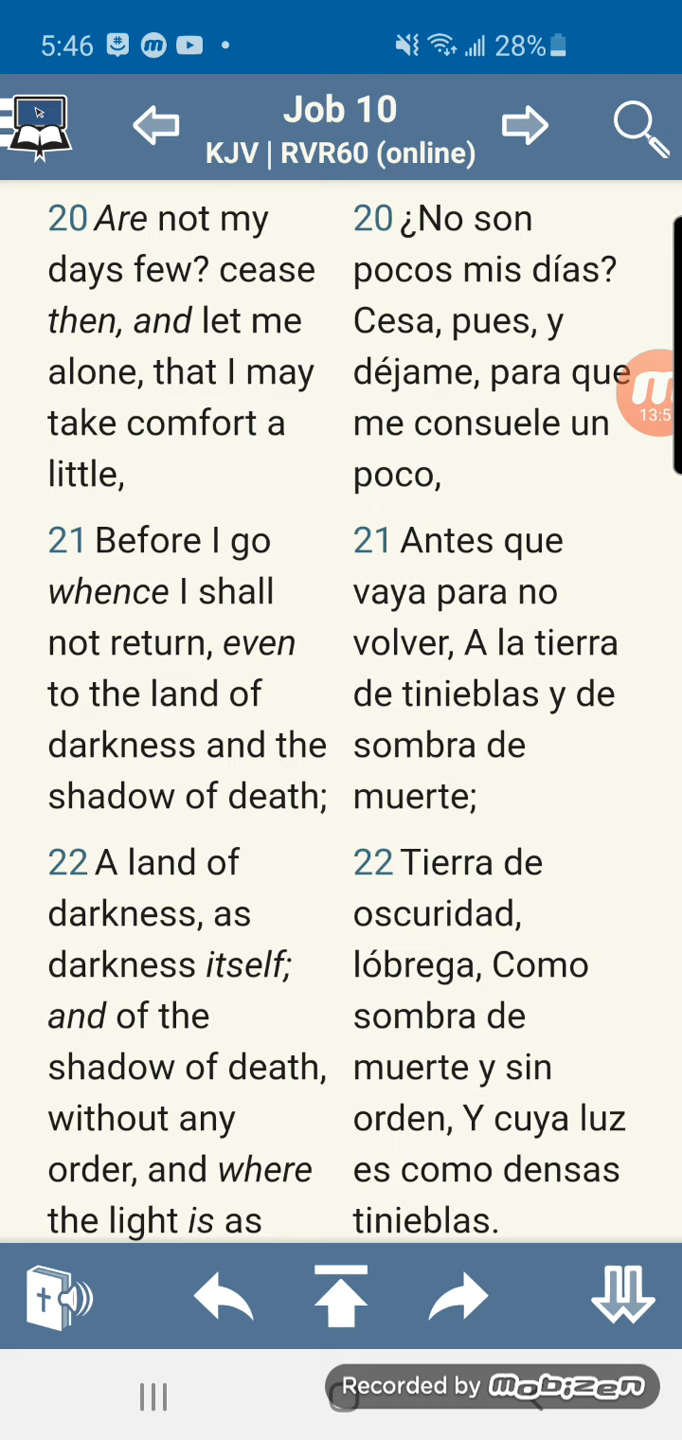 5:46
28%
Job 10
KJV | RVR60 (online)
20 Are not my
days few? cease
then, and let me
alone, that I may
take comfort a
little,
20 ¿No son
pocos mis días?
Cesa, pues, y
déjame, para que
me consuele un
poco,
13:5
21 Before I go
whence I shall
not return, even
to the land of
darkness and the
shadow of death;
21 Antes que
vaya para no
volver, A la tierra
de tinieblas y de
sombra de
muerte;
22 A land of
darkness, as
darkness itself;
and of the
shadow of death,
without any
order, and where
the light is as
22 Tierra de
oscuridad,
lóbrega, Como
sombra de
muerte y sin
orden, Y cuya luz
es como densas
tinieblas.
Recorded by mobizen